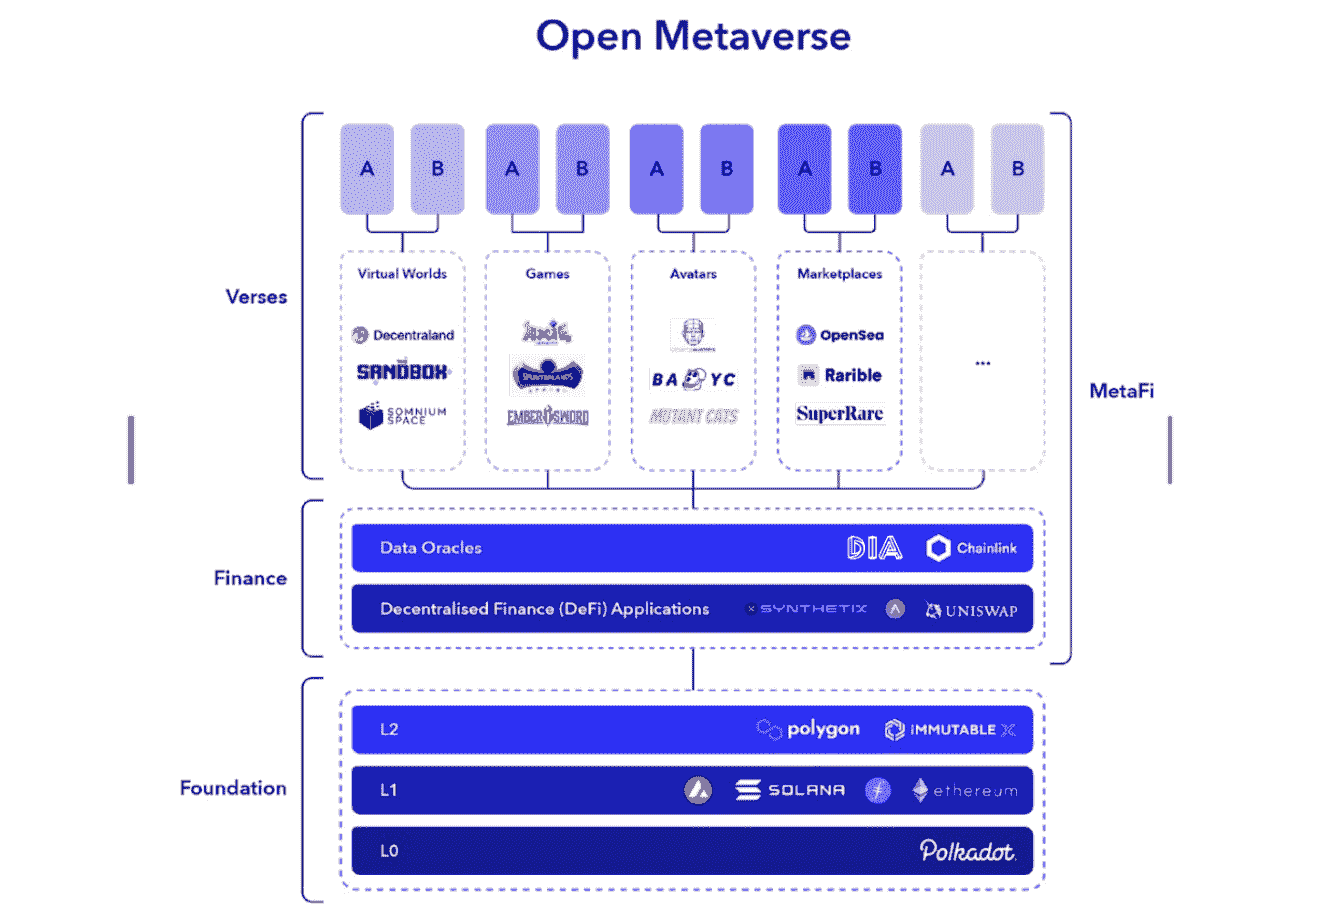 Open Metaverse
A B A B A B A B A B
Verses
Virtual Worlds
Decentraland
SANDBOX
SOMNIUM
SPACE
Games
AXIE
SPLINTERLANDS
EMBER SWORD
Avatars
BAYC
MUTANT CATS
Marketplaces
OpenSea
Rarible
SuperRare
...
MetaFi
Finance
Data Oracles
DIA
Chainlink
Decentralised Finance (DeFi) Applications
SYNTHETIX
UNISWAP
Foundation
L2
polygon
IMMUTABLE X
L1
SOLANA
ethereum
L0
Polkadot.